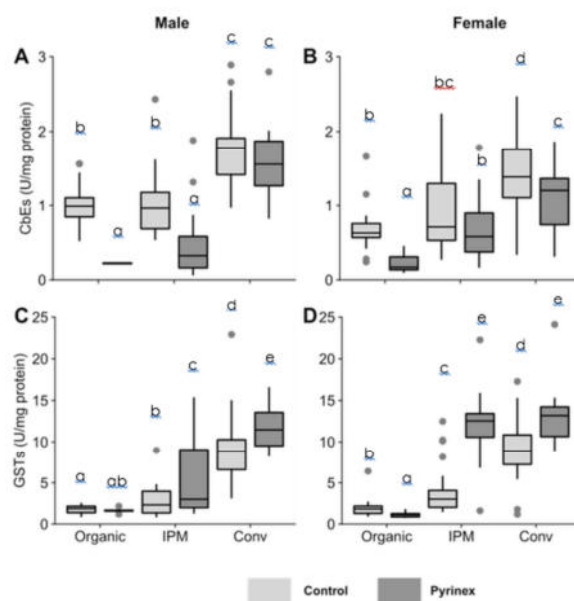 Male
Female
A
c
c
b
b
a
a
CbEs (U/mg protein)
3
2
1
0
B
d
bc
c
b
b
a
3
2
1
0
C
d
e
c
b
a
ab
GSTs (U/mg protein)
25
20
15
10
5
0
Organic
IPM
Conv
D
e
e
d
c
b
a
25
20
15
10
5
0
Organic
IPM
Conv
Control
Pyrinex